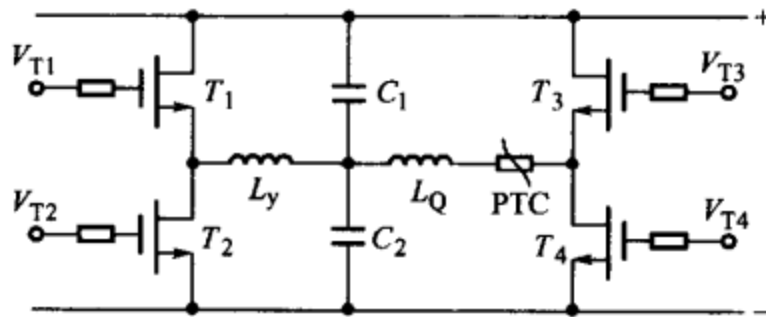 +
V_T1
T_1
C_1
T_3
V_T3
L_y
L_Q
PTC
V_T2
T_2
C_2
T_4
V_T4
−